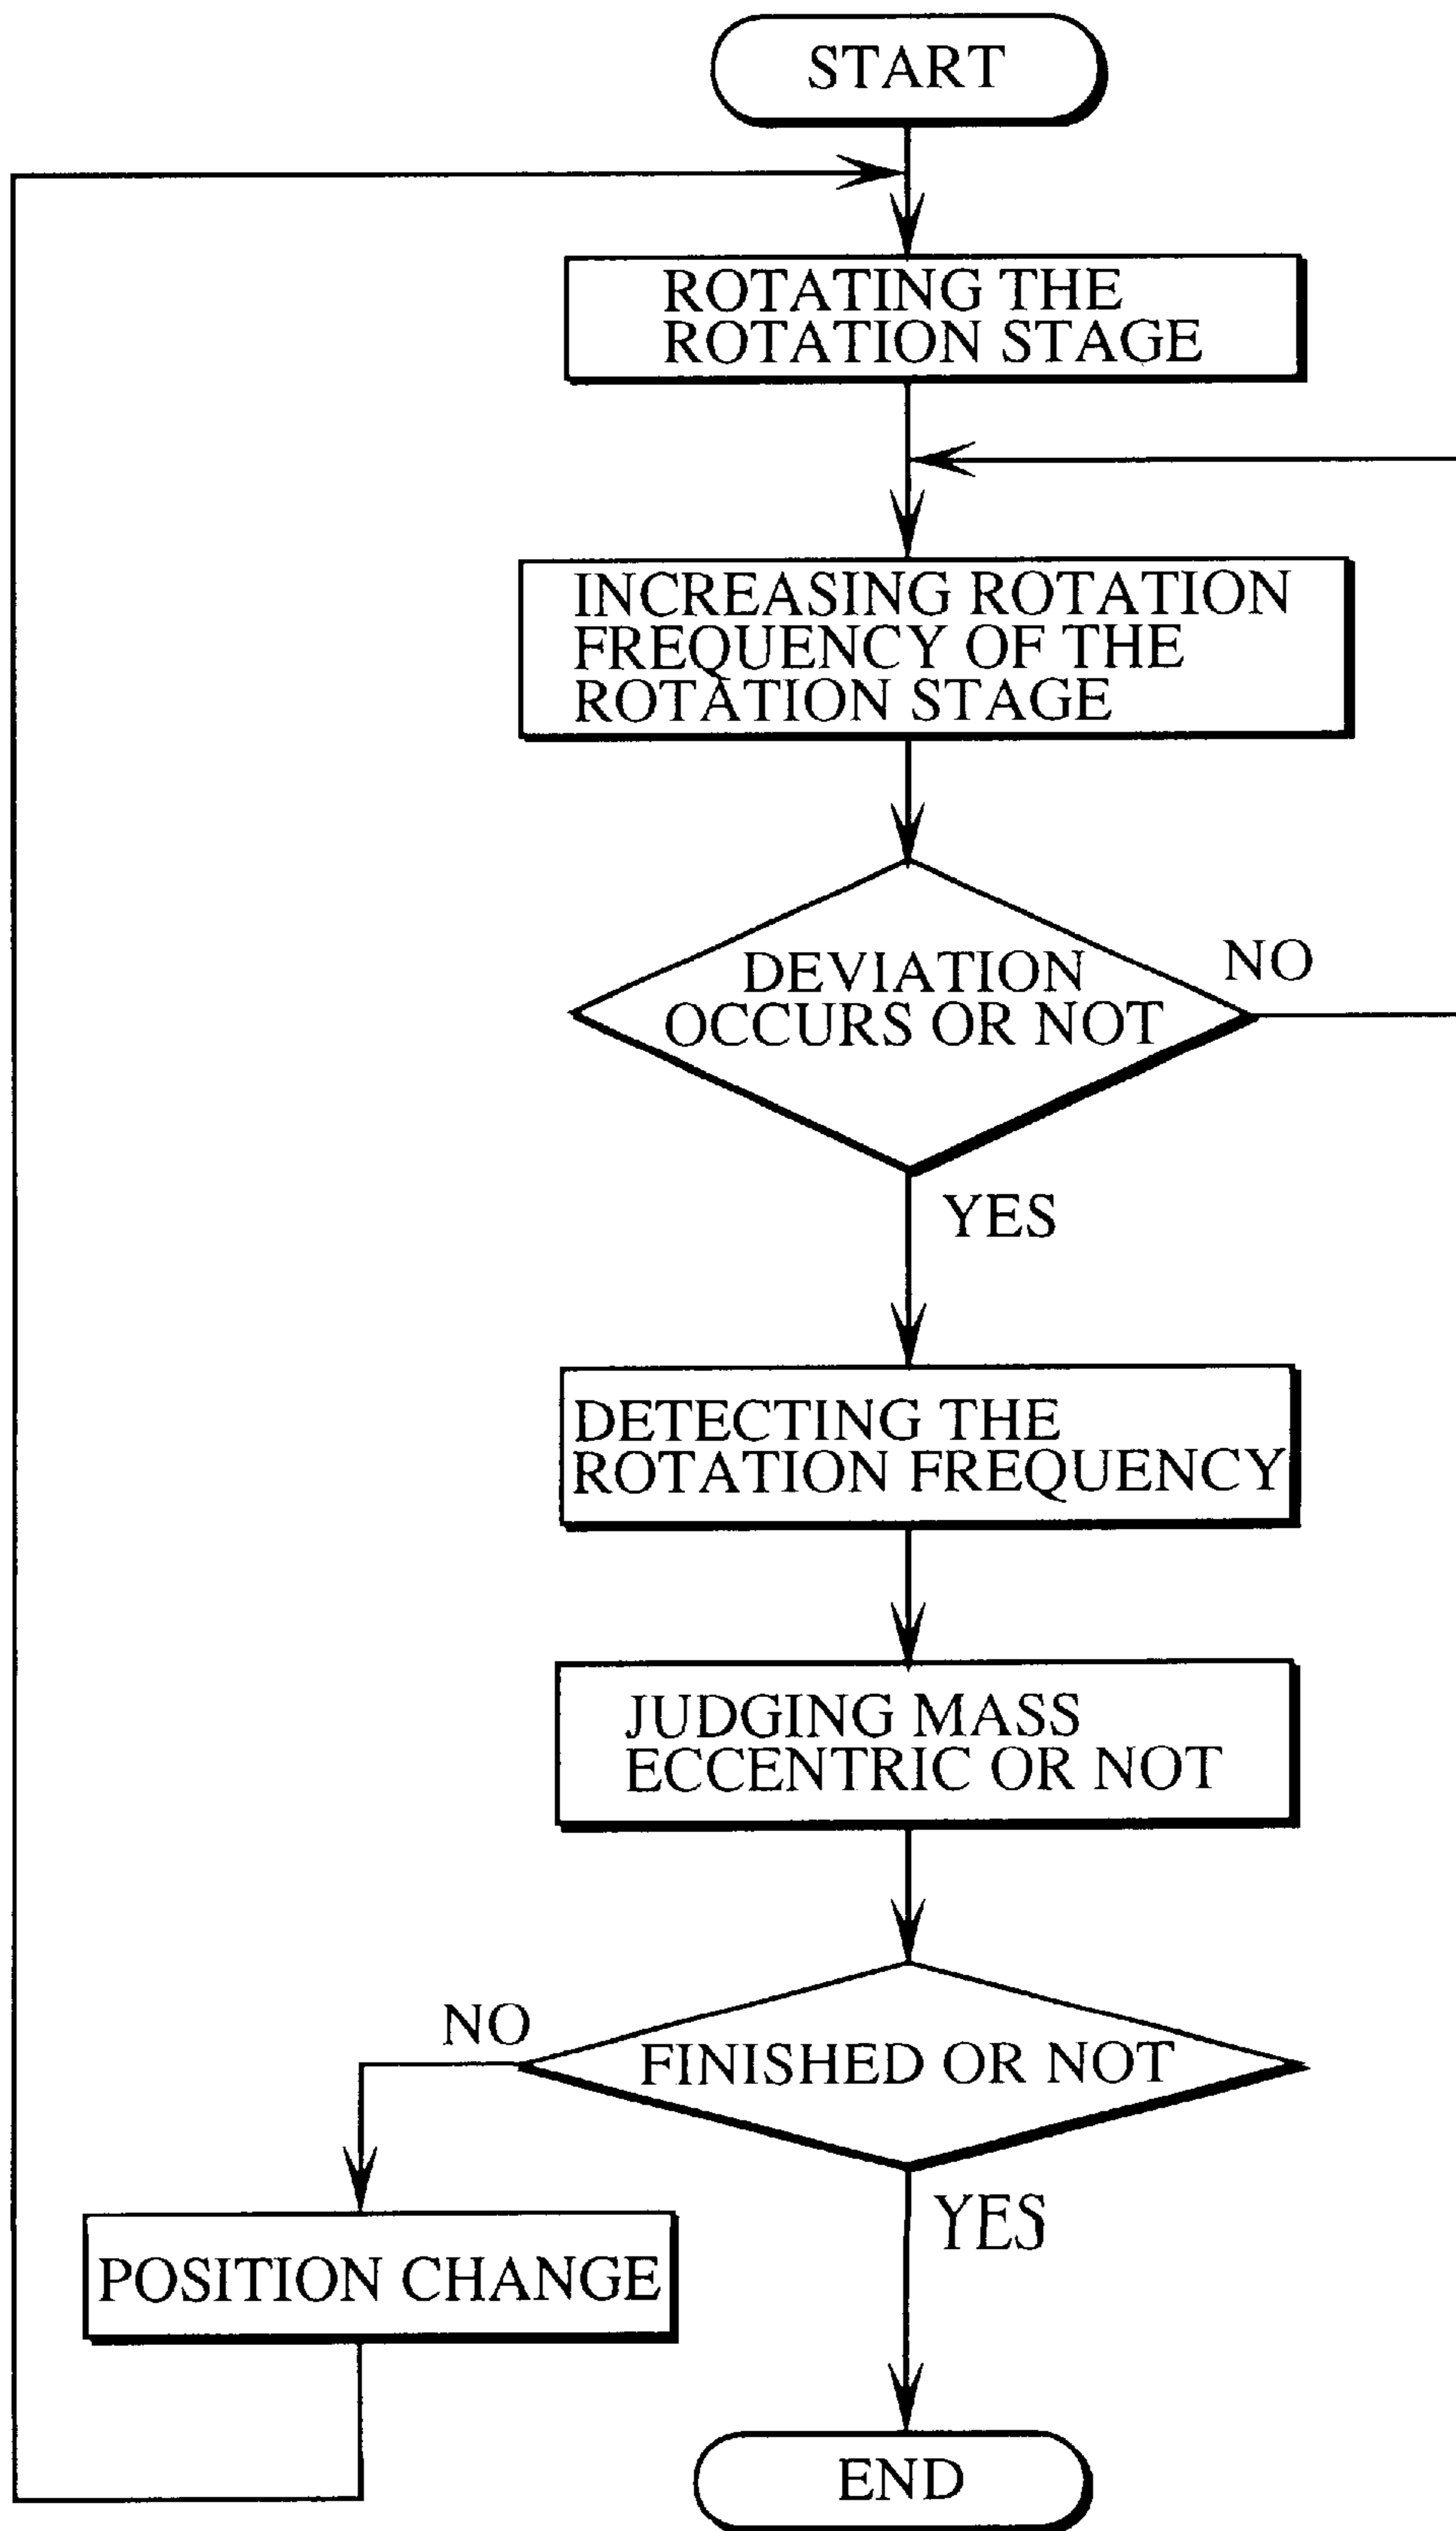 START
ROTATING THE
ROTATION STAGE
INCREASING ROTATION
FREQUENCY OF THE
ROTATION STAGE
DEVIATION
OCCURS OR NOT
NO
YES
DETECTING THE
ROTATION FREQUENCY
JUDGING MASS
ECCENTRIC OR NOT
NO
FINISHED OR NOT
YES
POSITION CHANGE
END